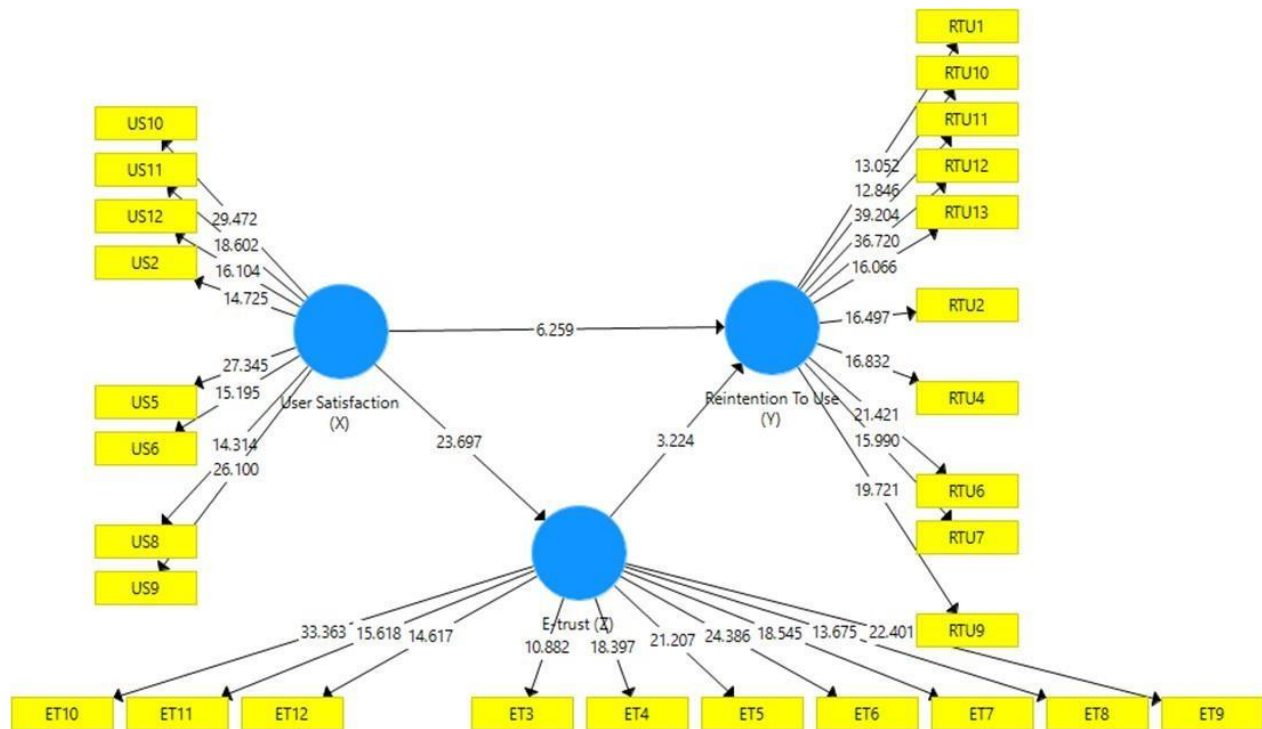 RTU1
RTU10
RTU11
RTU12
RTU13
US10
US11
US12
US2
13.052
12.846
39.204
36.720
16.066
29.472
18.602
16.104
14.725
RTU2
16.497
6.259
16.832
RTU4
27.345
15.195
US5
US6
User Satisfaction
(X)
Reintention To Use
(Y)
21.421
15.990
19.721
14.314
26.100
23.697
3.224
RTU6
RTU7
US8
US9
E-trust (Z)
RTU9
33.363
15.618
14.617
10.882
18.397
21.207
24.386
18.545
13.675
22.401
ET10
ET11
ET12
ET3
ET4
ET5
ET6
ET7
ET8
ET9